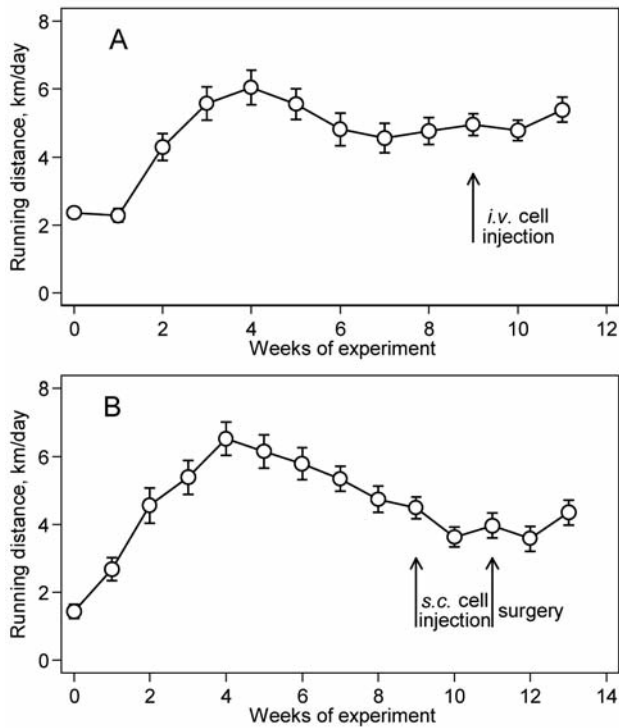 A
Running distance, km/day
8
6
4
2
0
i.v. cell
injection
0 2 4 6 8 10 12
Weeks of experiment
B
Running distance, km/day
8
6
4
2
0
s.c. cell
injection
surgery
0 2 4 6 8 10 12 14
Weeks of experiment